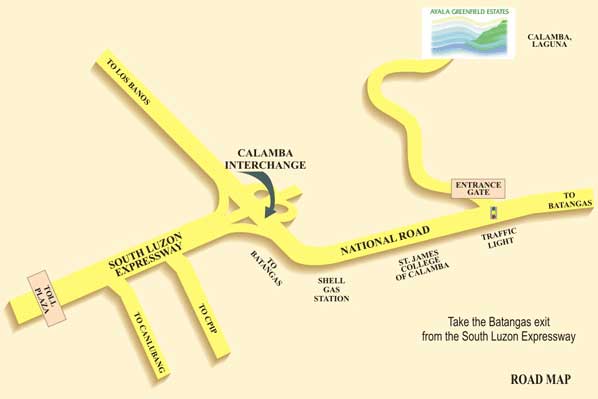 AYALA GREENFIELD ESTATES
CALAMBA,
LAGUNA
TO LOS BANOS
CALAMBA
INTERCHANGE
ENTRANCE
GATE
TO
BATANGAS
SOUTH LUZON
EXPRESSWAY
NATIONAL ROAD
TRAFFIC
LIGHT
TO
BATANGAS
ST. JAMES
COLLEGE
OF CALAMBA
SHELL
GAS
STATION
TOLL
PLAZA
TO CANLUBANG
TO CPIP
Take the Batangas exit
from the South Luzon Expressway
ROAD MAP